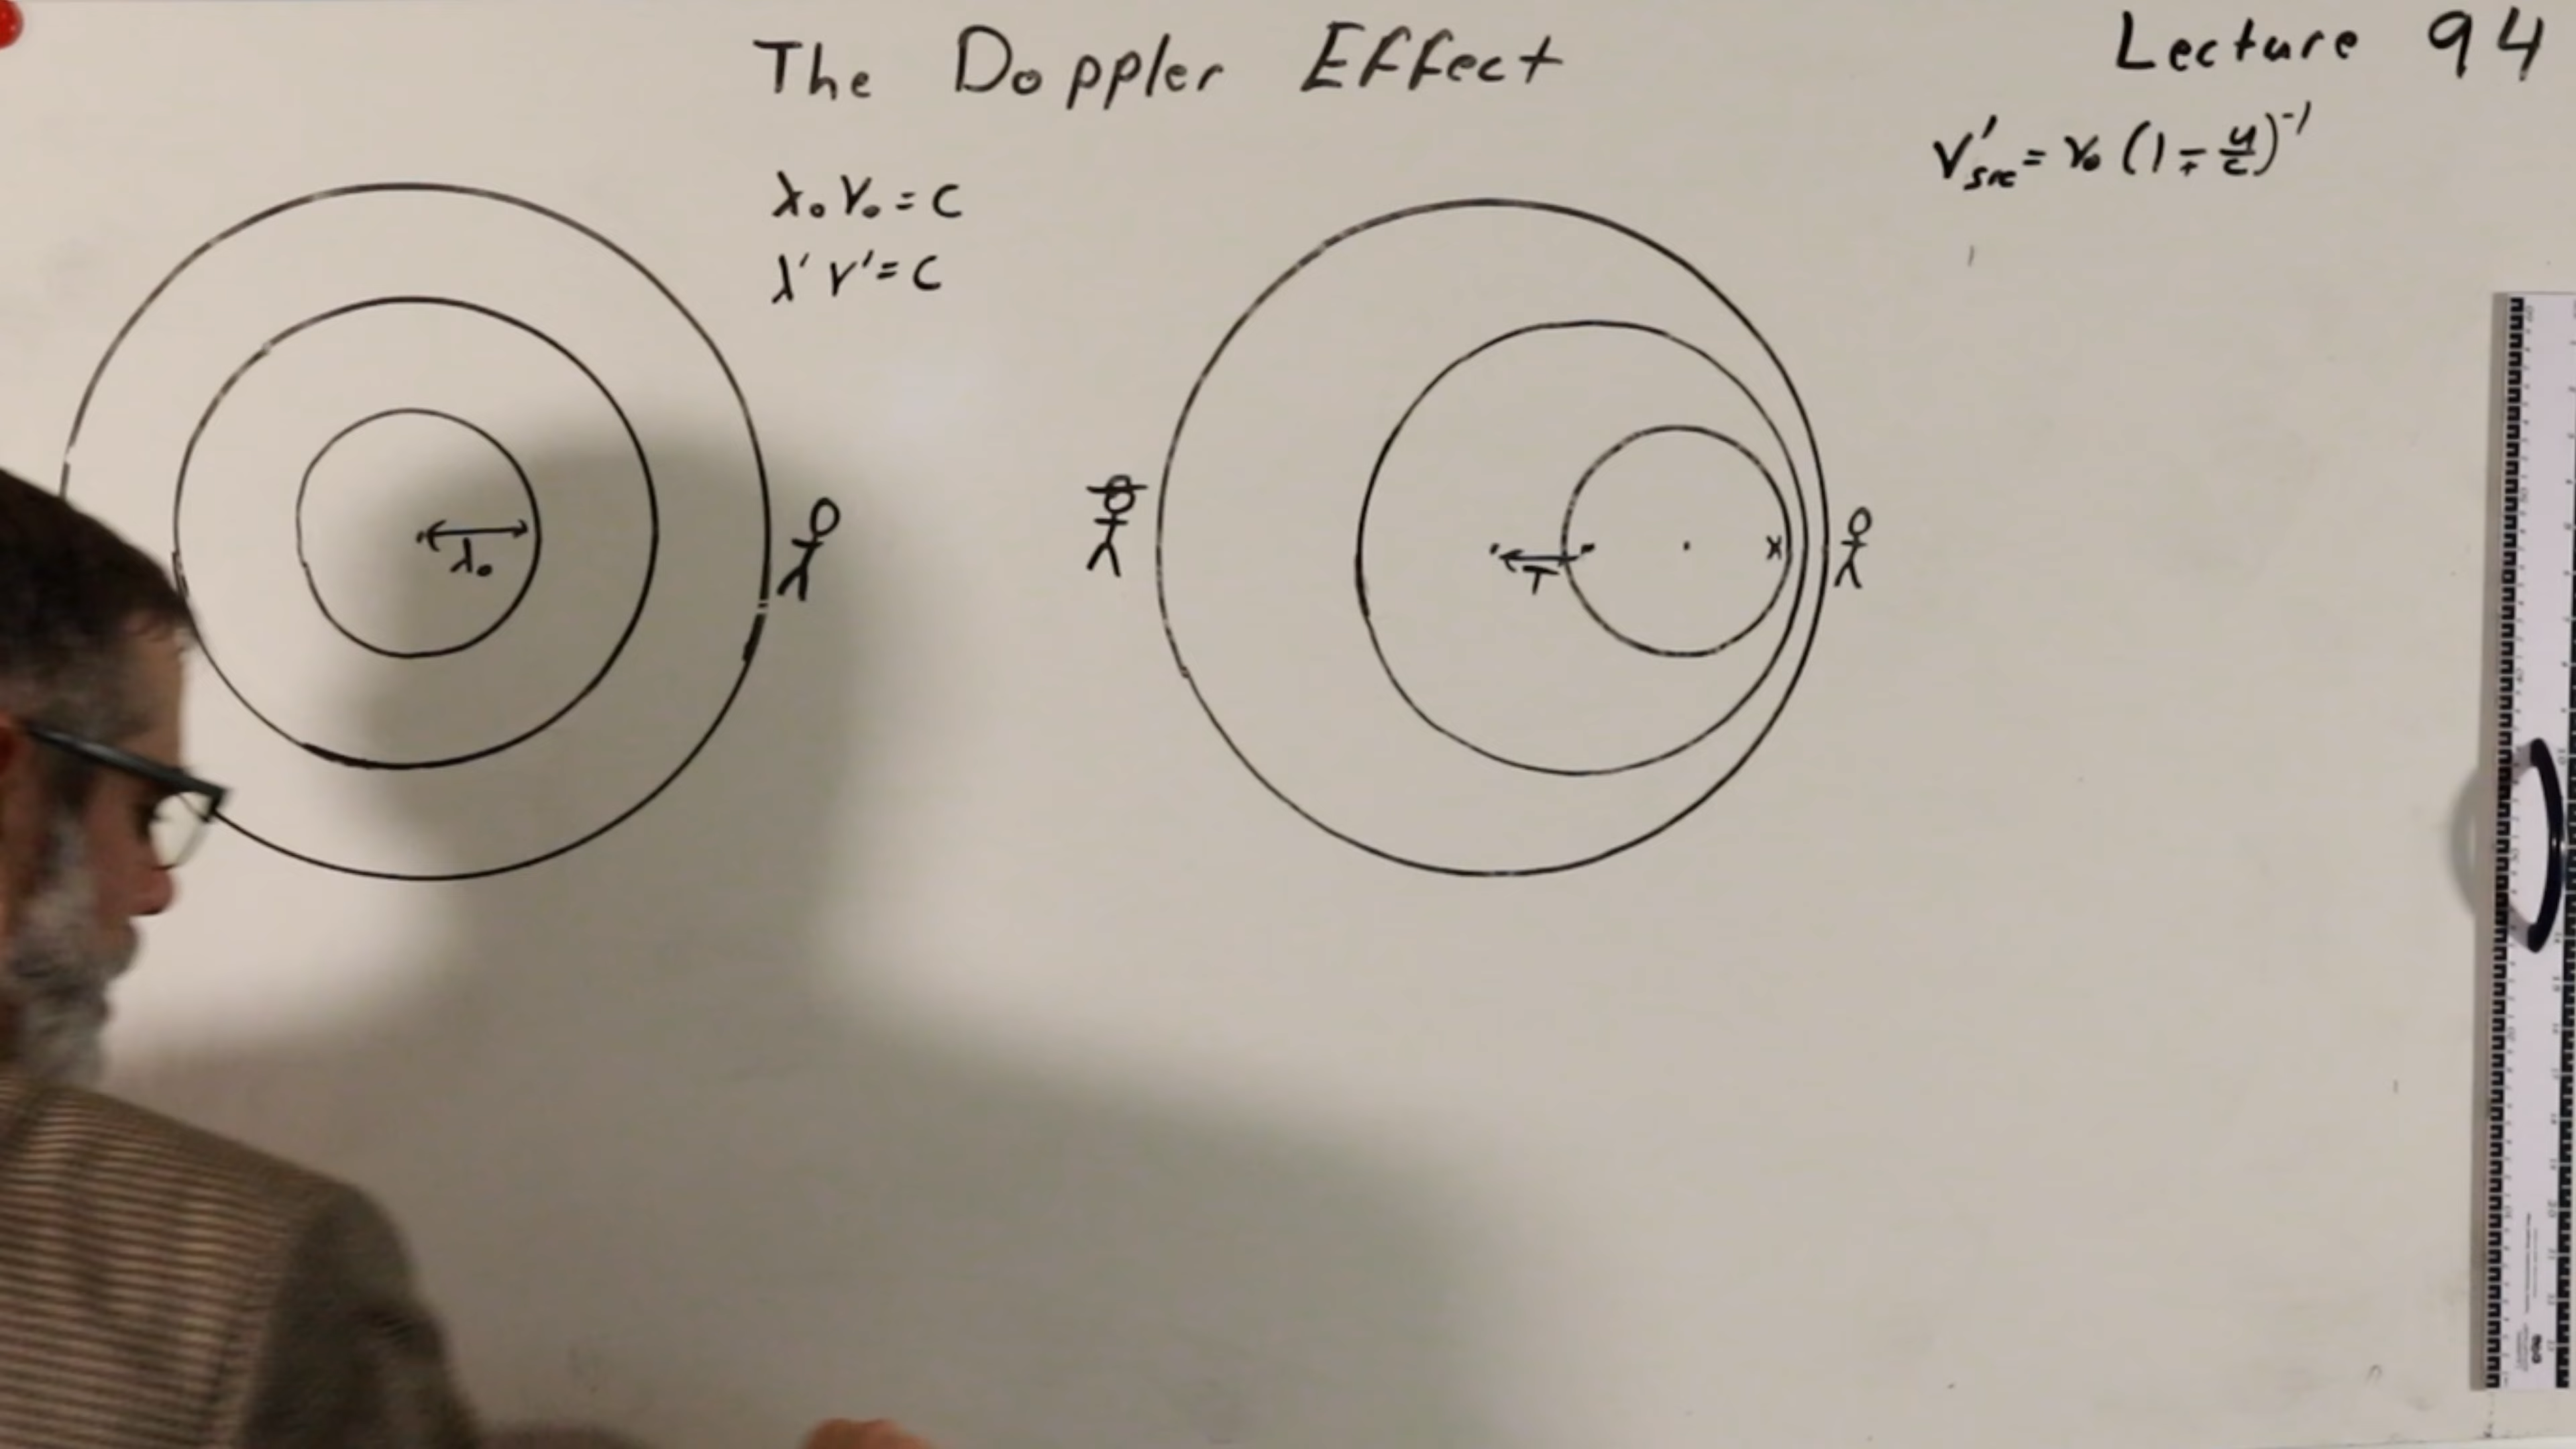 The Doppler Effect
Lecture 94
λ₀ν₀ = c
λ'ν' = c
ν'src = ν₀ (1 ∓ u/c)⁻¹
λ₀
T
x